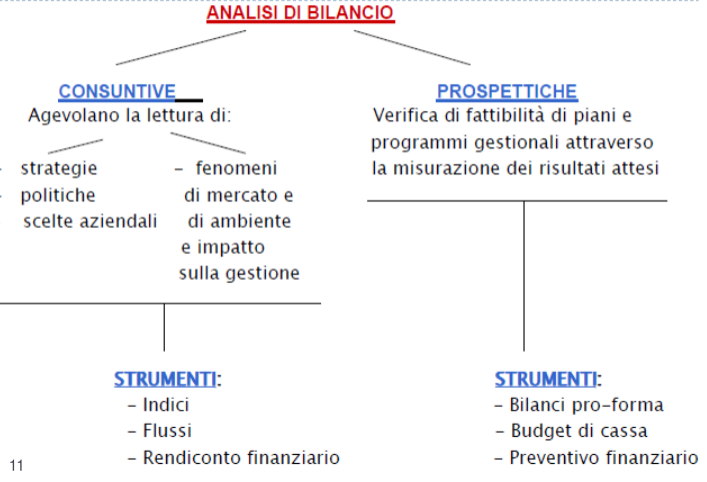 ANALISI DI BILANCIO
CONSUNTIVE
Agevolano la lettura di:
- strategie
- politiche
scelte aziendali
– fenomeni
di mercato e
di ambiente
e impatto
sulla gestione
STRUMENTI:
– Indici
– Flussi
– Rendiconto finanziario
PROSPETTICHE
Verifica di fattibilità di piani e
programmi gestionali attraverso
la misurazione dei risultati attesi
STRUMENTI:
– Bilanci pro–forma
– Budget di cassa
– Preventivo finanziario
11